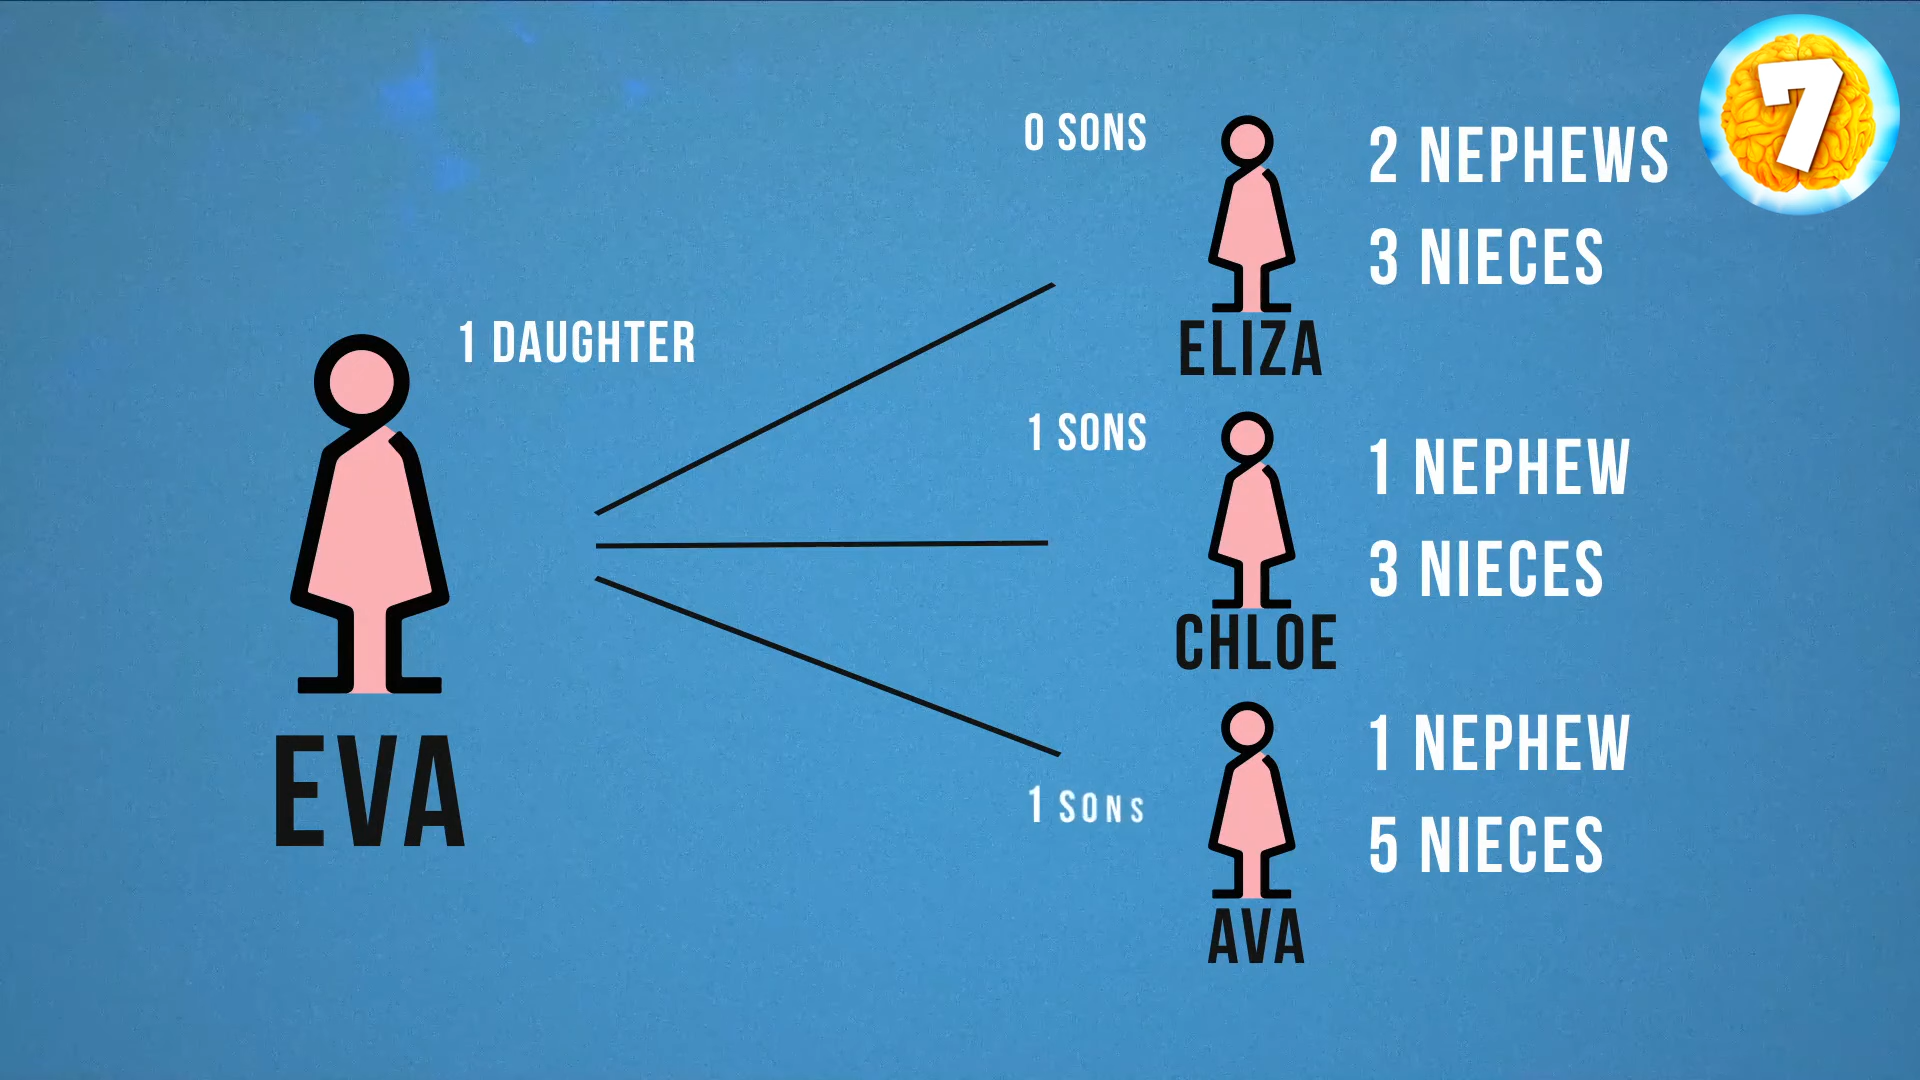 7
0 SONS
2 NEPHEWS
3 NIECES
ELIZA
1 DAUGHTER
1 SONS
1 NEPHEW
3 NIECES
CHLOE
EVA
1 SONS
1 NEPHEW
5 NIECES
AVA